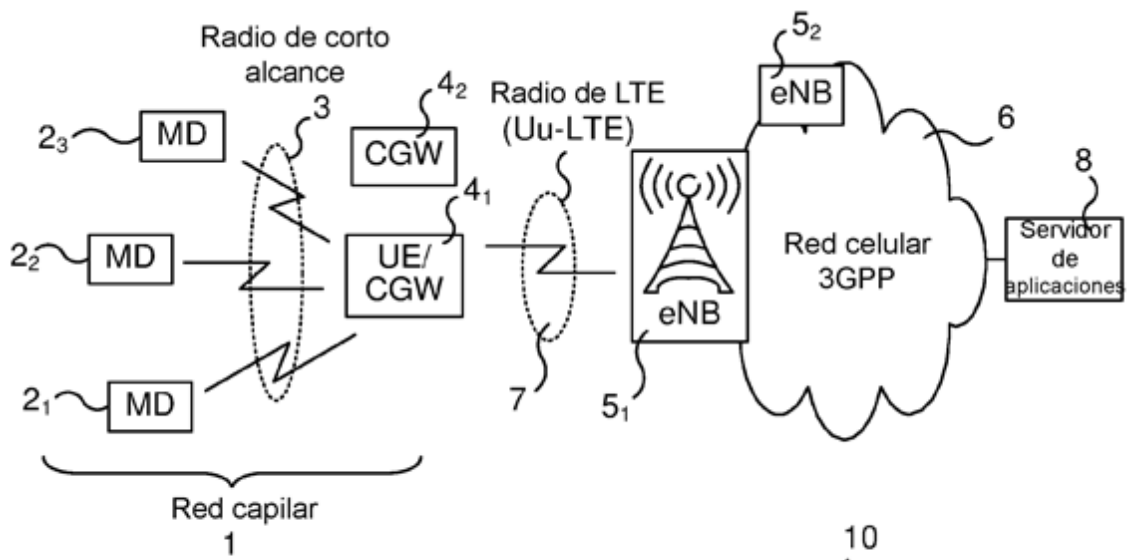 Radio de corto
alcance
3
4₂
CGW
2₃
MD
Radio de LTE
(Uu-LTE)
5₂
eNB
6
4₁
UE/
CGW
2₂
MD
7
eNB
5₁
Red celular
3GPP
8
Servidor
de
aplicaciones
2₁
MD
Red capilar
1
10